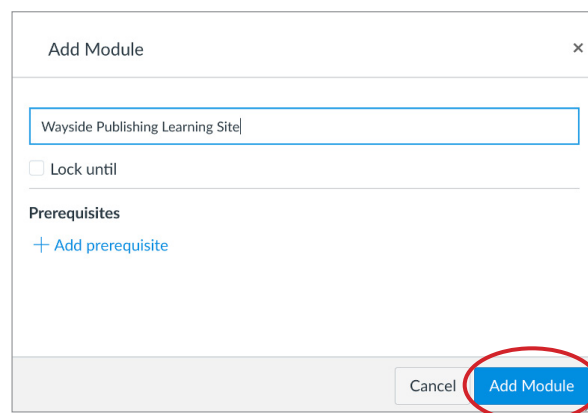 Add Module ×
Wayside Publishing Learning Site
Lock until
Prerequisites
+ Add prerequisite
Cancel Add Module